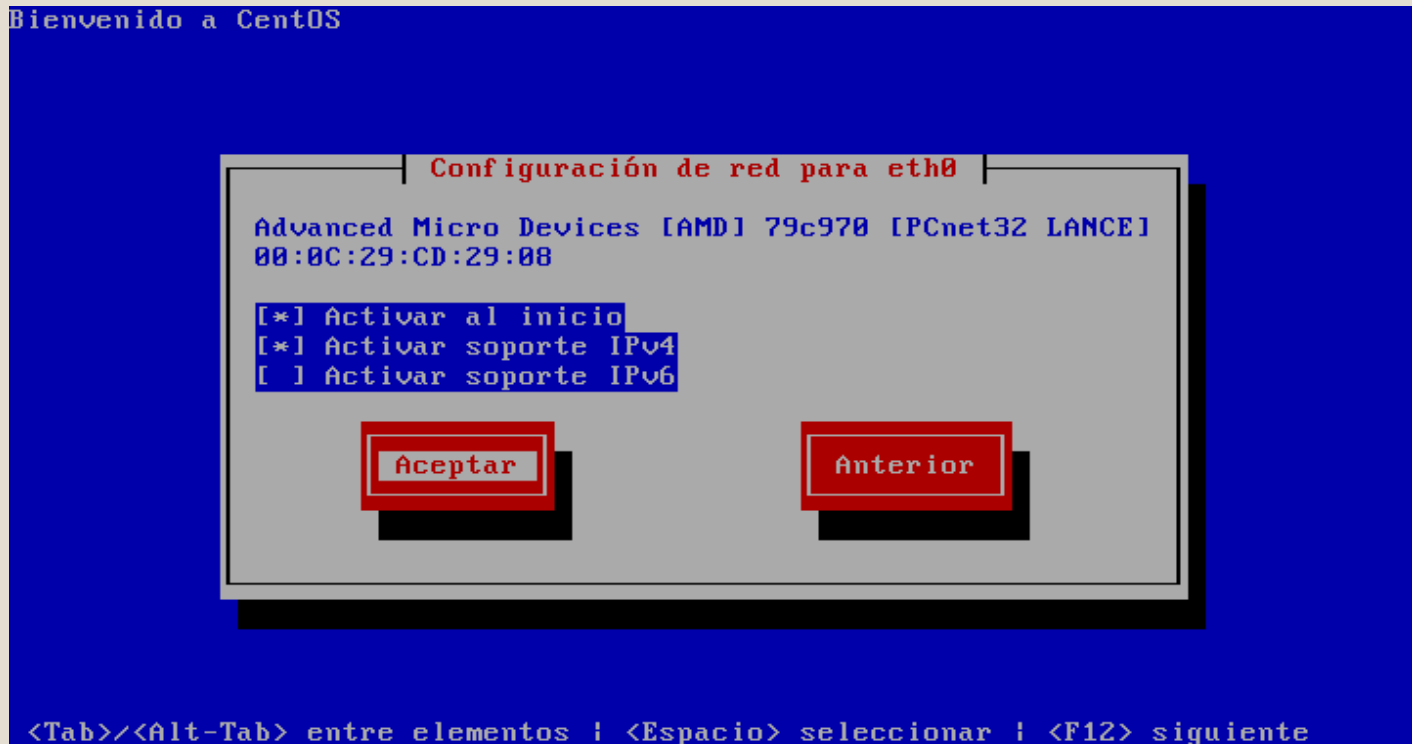 Bienvenido a CentOS
Configuración de red para eth0
Advanced Micro Devices [AMD] 79c970 [PCnet32 LANCE]
00:0C:29:CD:29:08
[*] Activar al inicio
[*] Activar soporte IPv4
[ ] Activar soporte IPv6
Aceptar Anterior
<Tab>/<Alt-Tab> entre elementos | <Espacio> seleccionar | <F12> siguiente